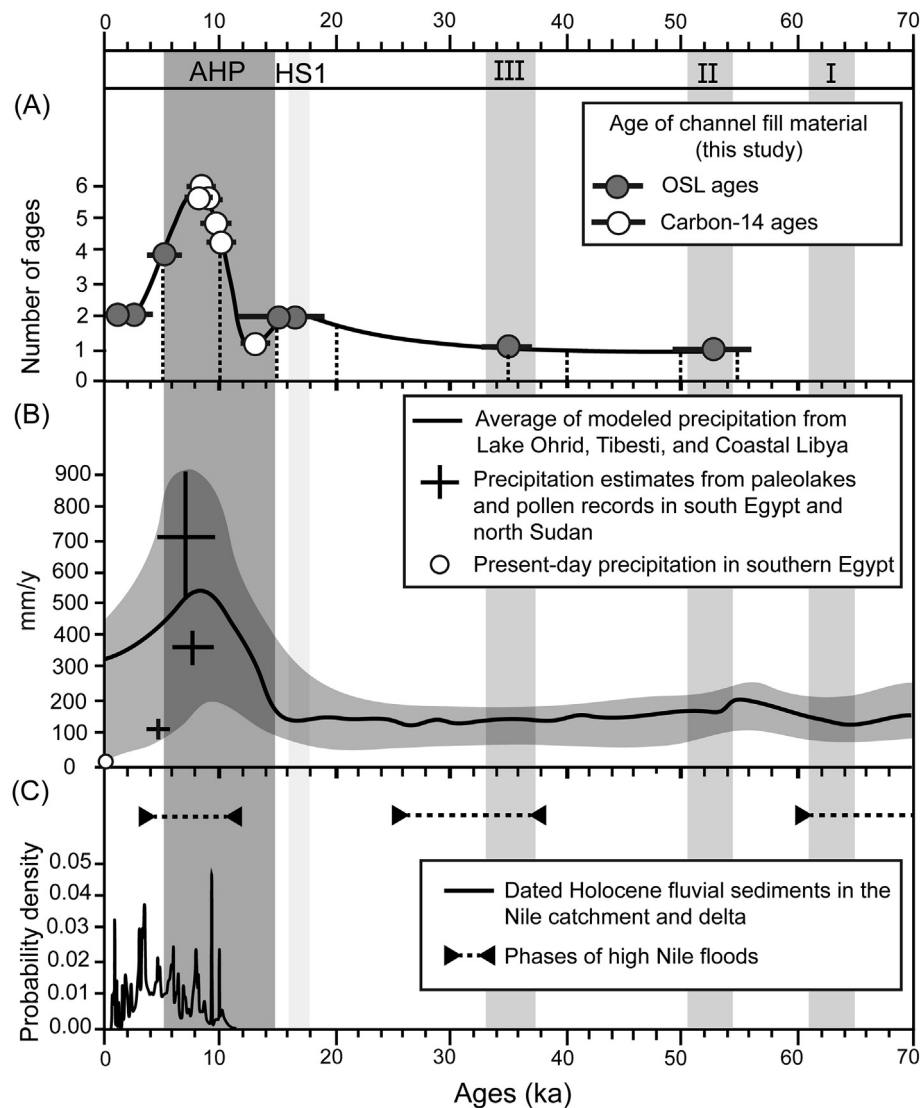 0 10 20 30 40 50 60 70
AHP HS1 III II I
(A)
Age of channel fill material
(this study)
OSL ages
Carbon-14 ages
Number of ages
6
5
4
3
2
1
0
(B)
Average of modeled precipitation from
Lake Ohrid, Tibesti, and Coastal Libya
Precipitation estimates from paleolakes
and pollen records in south Egypt and
north Sudan
Present-day precipitation in southern Egypt
mm/y
900
800
700
600
500
400
300
200
100
0
(C)
Dated Holocene fluvial sediments in the
Nile catchment and delta
Phases of high Nile floods
Probability density
0.05
0.04
0.03
0.02
0.01
0.00
0 10 20 30 40 50 60 70
Ages (ka)